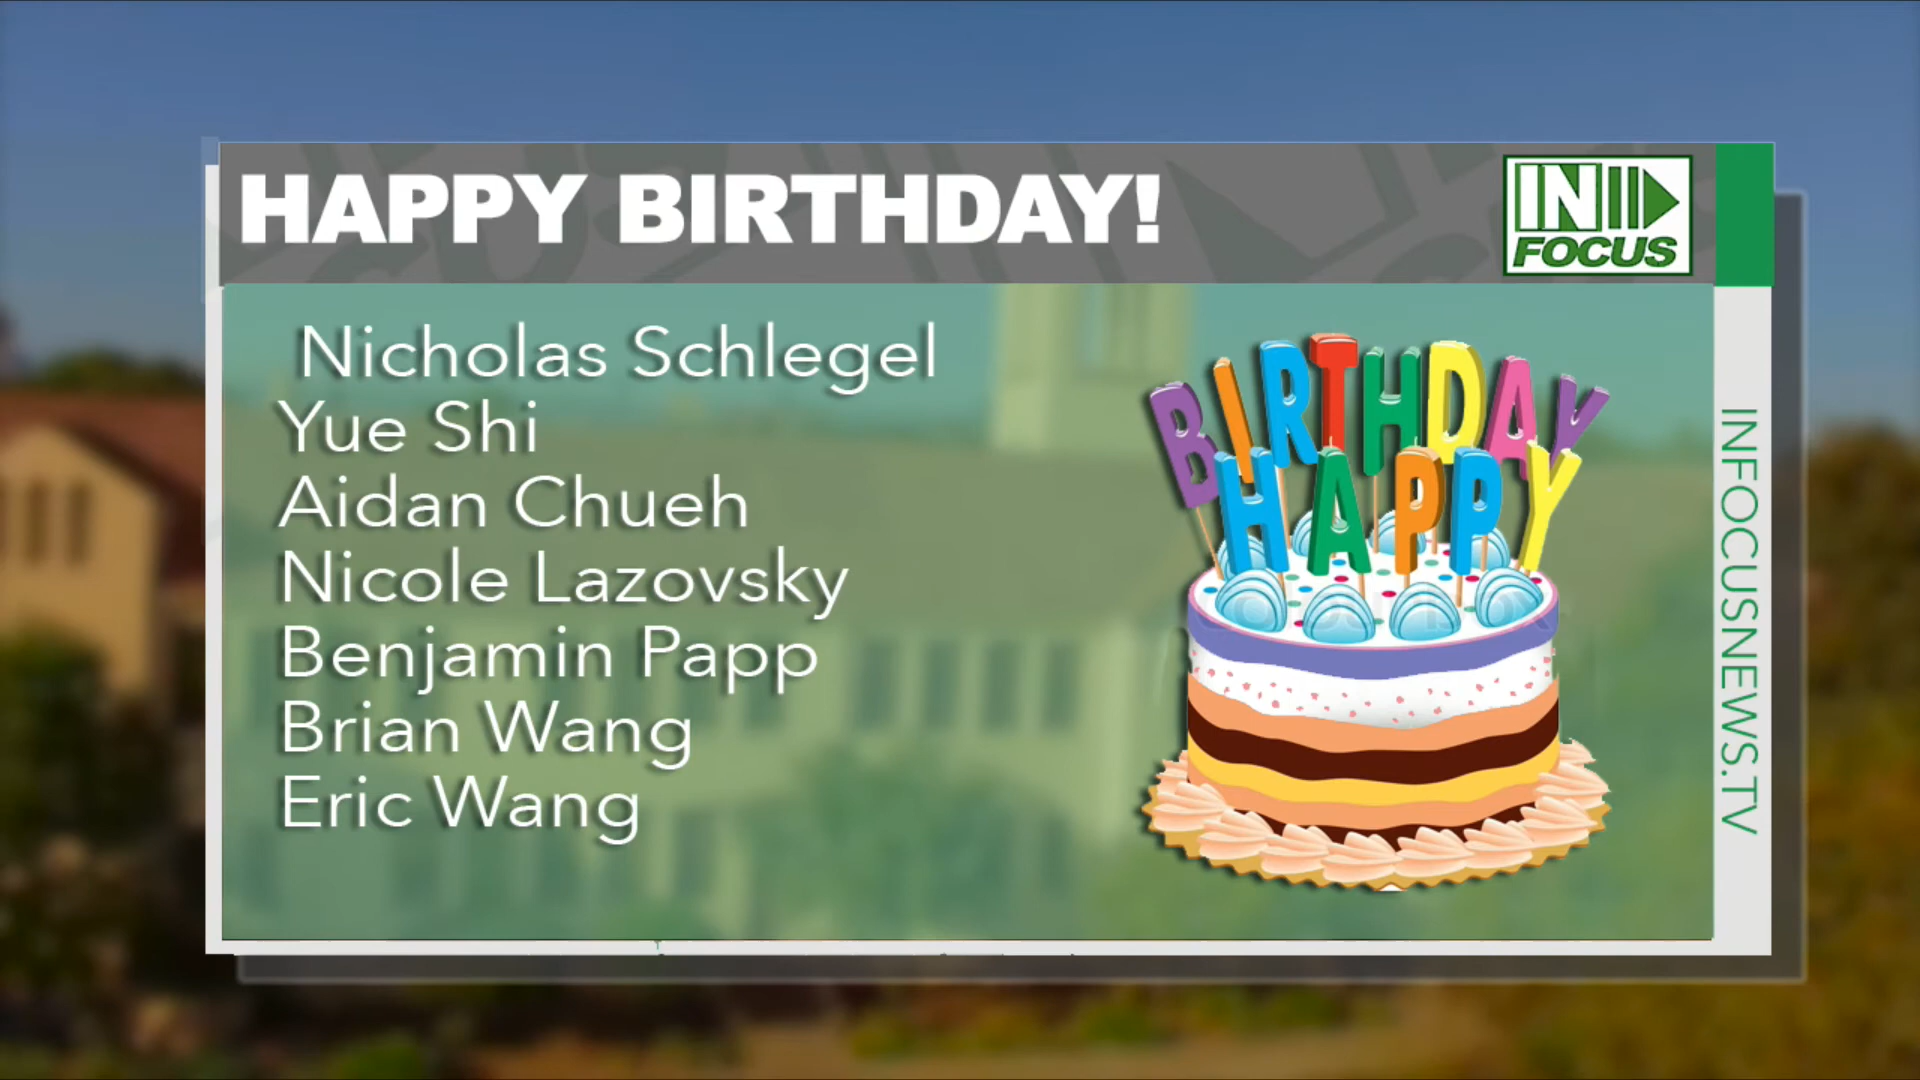 HAPPY BIRTHDAY!
IN
FOCUS
Nicholas Schlegel
Yue Shi
Aidan Chueh
Nicole Lazovsky
Benjamin Papp
Brian Wang
Eric Wang
BIRTHDAY
HAPPY
INFOCUSNEWS.TV